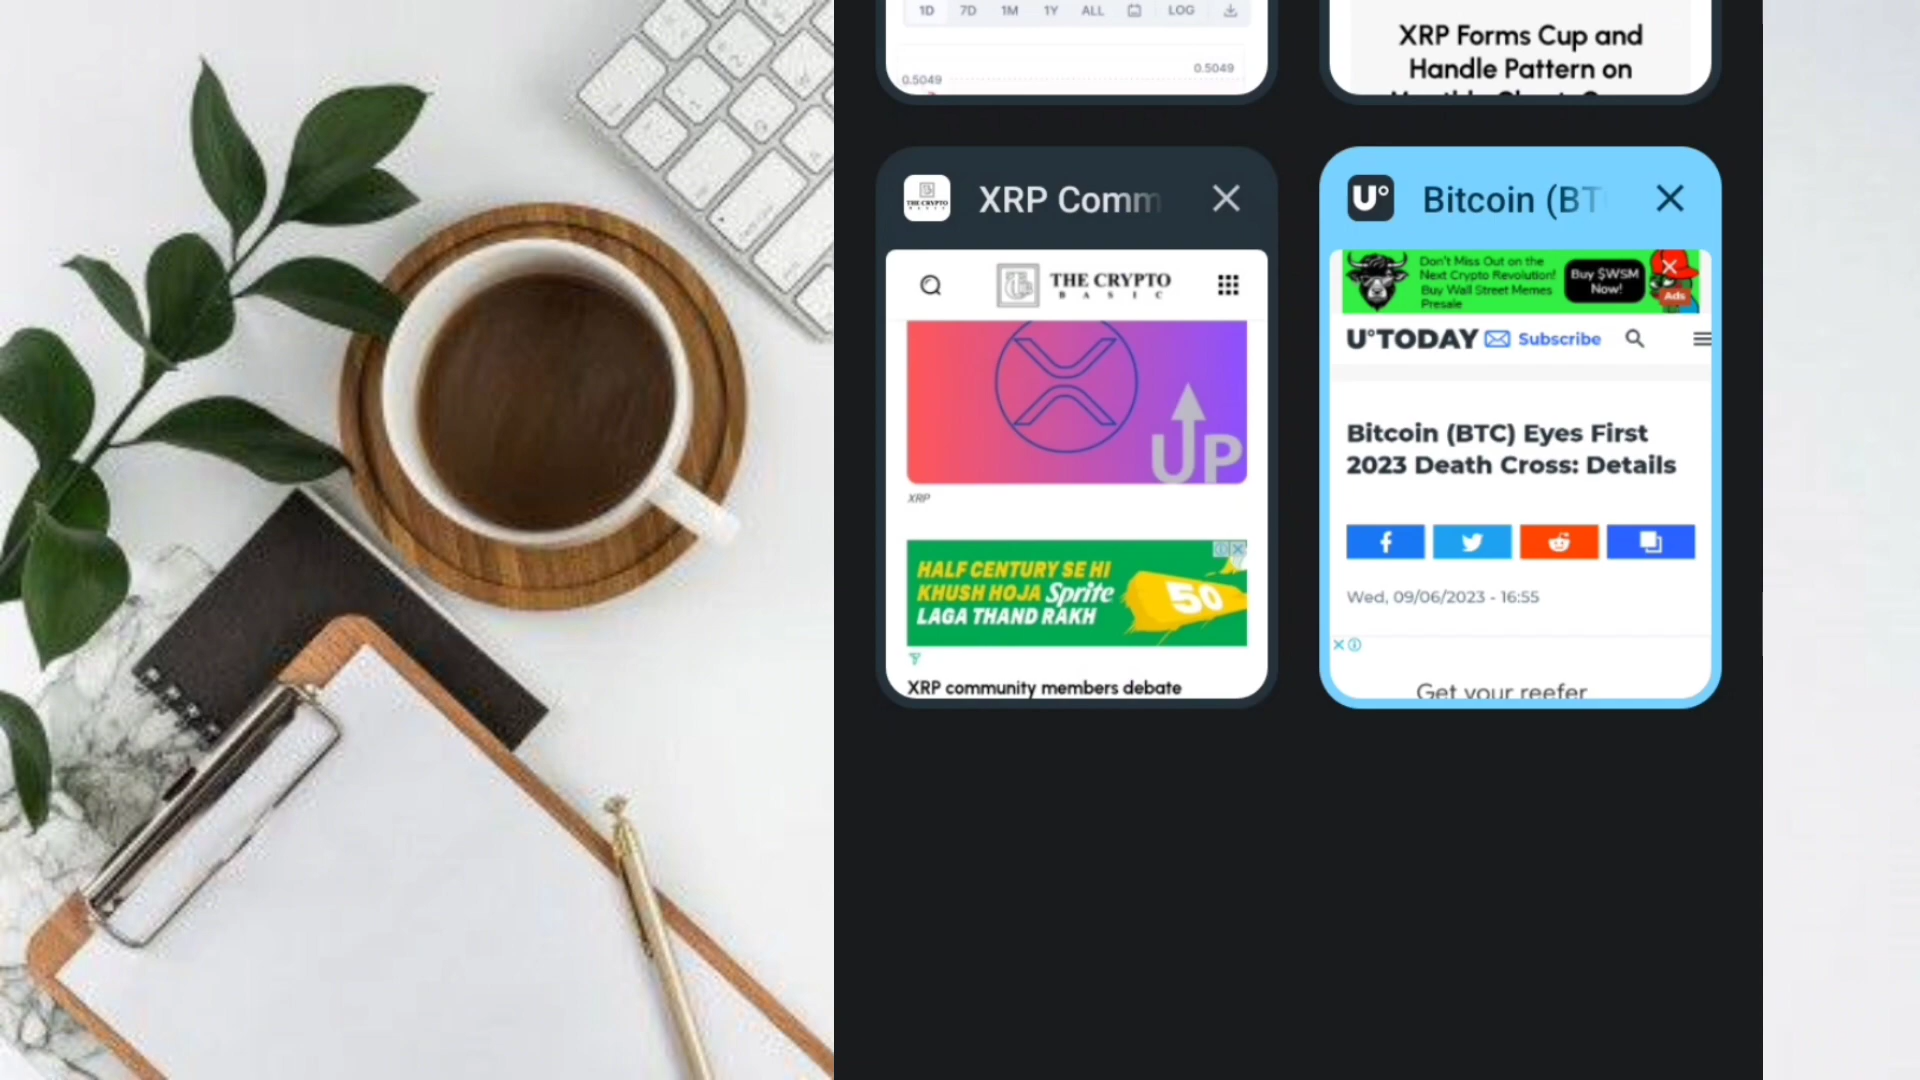 1D 7D 1M 1Y ALL LOG
0.5049
0.5049
XRP Forms Cup and
Handle Pattern on
XRP Comm
THE CRYPTO
BASIC
UP
XRP
HALF CENTURY SE HI
KHUSH HOJA Sprite
LAGA THAND RAKH
50
XRP community members debate
U°
Bitcoin (BT
Don't Miss Out on the
Next Crypto Revolution!
Buy Wall Street Memes
Presale
Buy $WSM
Now!
Ads
U°TODAY Subscribe
Bitcoin (BTC) Eyes First
2023 Death Cross: Details
Wed, 09/06/2023 - 16:55
Get your reefer